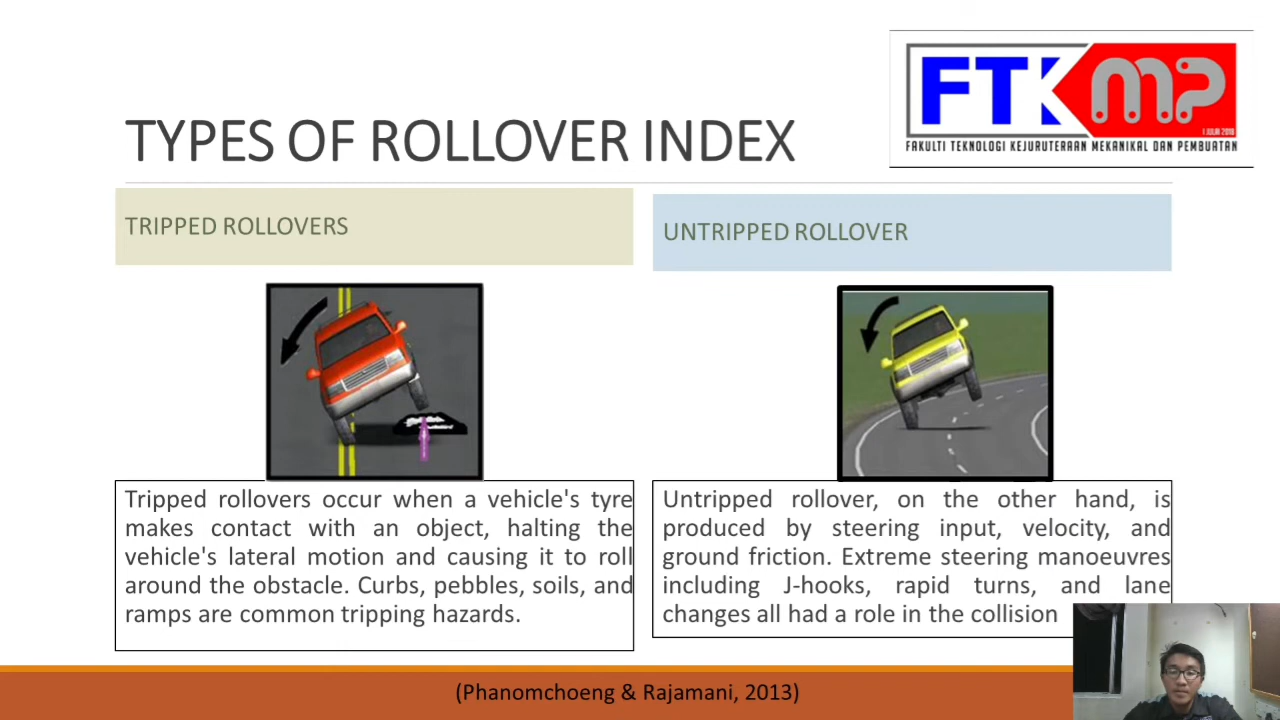 FTKMP
1 JULAI 2018
FAKULTI TEKNOLOGI KEJURUTERAAN MEKANIKAL DAN PEMBUATAN
TYPES OF ROLLOVER INDEX
TRIPPED ROLLOVERS
Tripped rollovers occur when a vehicle's tyre
makes contact with an object, halting the
vehicle's lateral motion and causing it to roll
around the obstacle. Curbs, pebbles, soils, and
ramps are common tripping hazards.
UNTRIPPED ROLLOVER
Untripped rollover, on the other hand, is
produced by steering input, velocity, and
ground friction. Extreme steering manoeuvres
including J-hooks, rapid turns, and lane
changes all had a role in the collision
(Phanomchoeng & Rajamani, 2013)